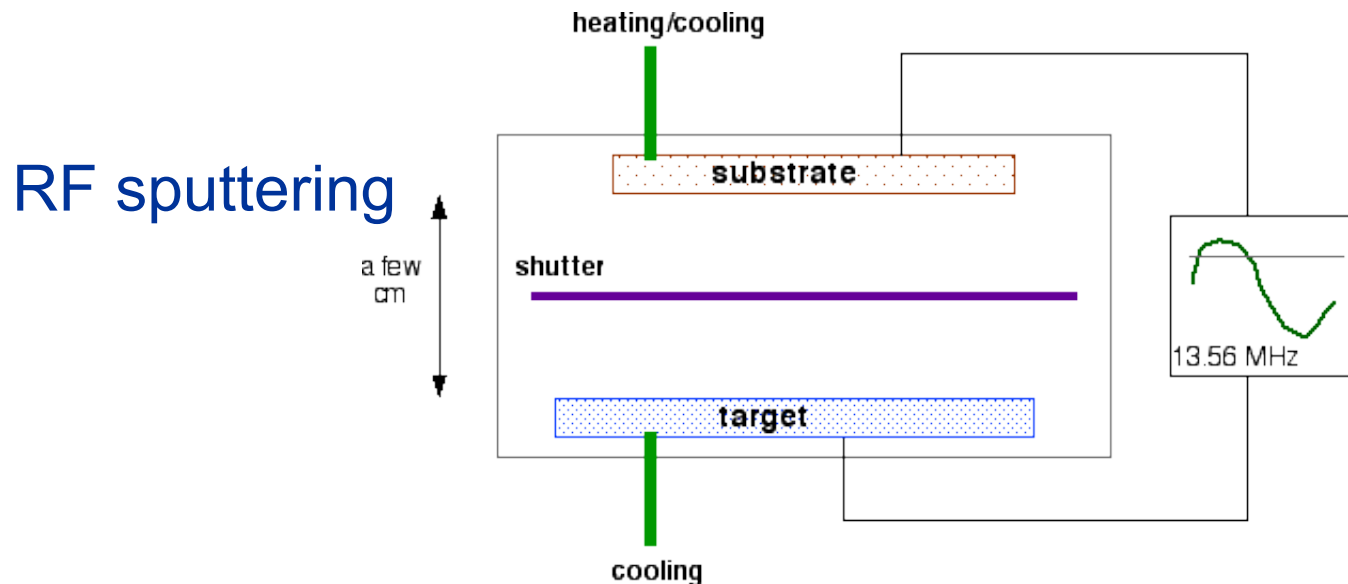 heating/cooling
RF sputtering
substrate
a few
cm
shutter
13.56 MHz
target
cooling